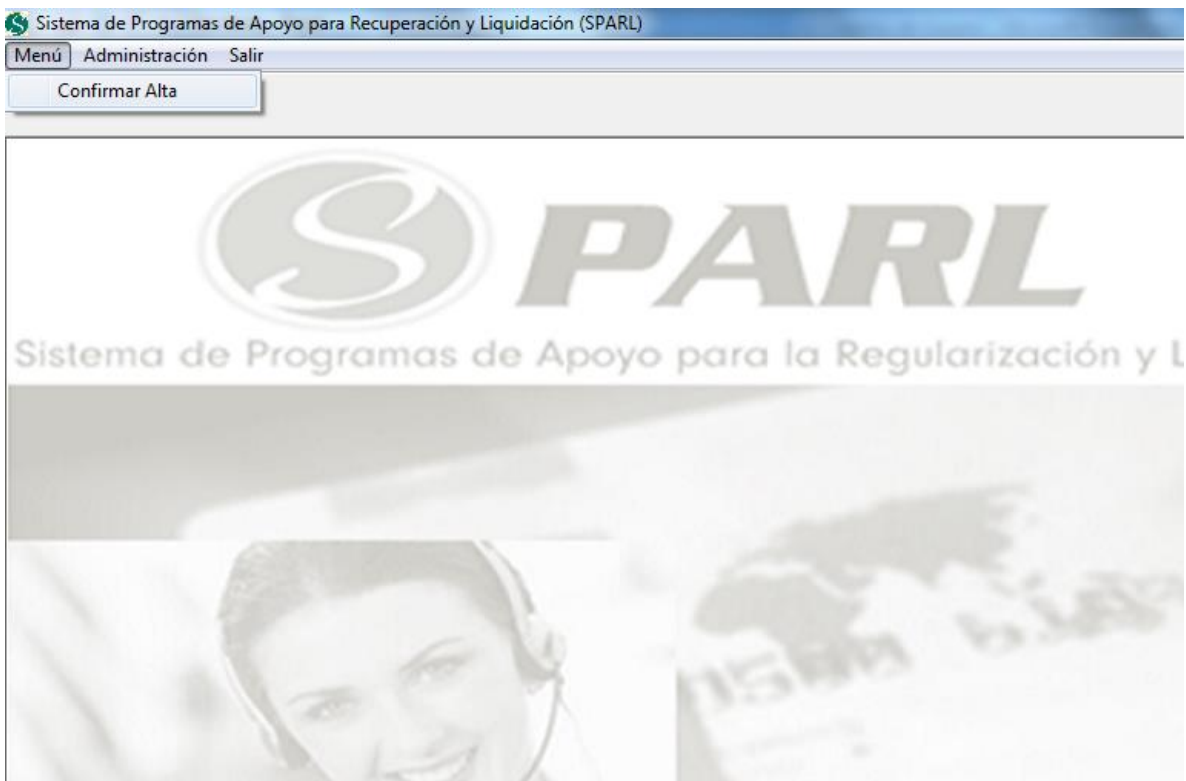 Sistema de Programas de Apoyo para Recuperación y Liquidación (SPARL)
Menú Administración Salir
Confirmar Alta
S PARL
Sistema de Programas de Apoyo para la Regularización y L